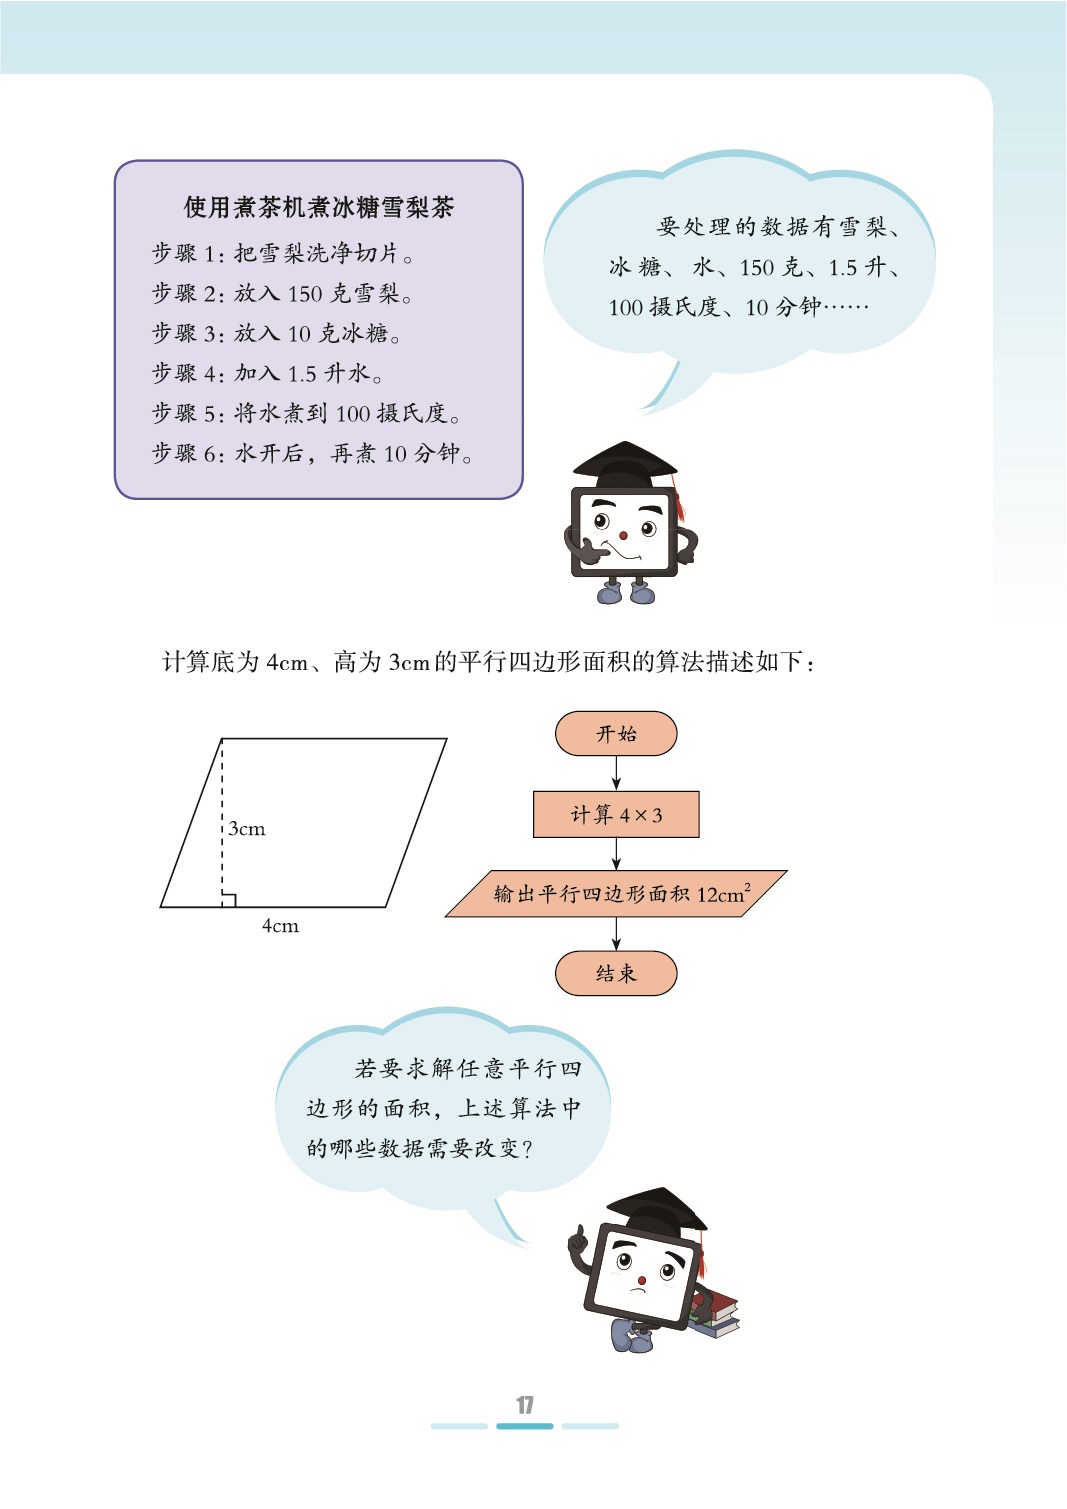 使用煮茶机煮冰糖雪梨茶
步骤 1：把雪梨洗净切片。
步骤 2：放入 150 克雪梨。
步骤 3：放入 10 克冰糖。
步骤 4：加入 1.5 升水。
步骤 5：将水煮到 100 摄氏度。
步骤 6：水开后，再煮 10 分钟。
要处理的数据有雪梨、
冰糖、水、150 克、1.5 升、
100 摄氏度、10 分钟……
计算底为 4cm、高为 3cm的平行四边形面积的算法描述如下：
3cm
4cm
开始
计算 4×3
输出平行四边形面积 12cm²
结束
若要求解任意平行四
边形的面积，上述算法中
的哪些数据需要改变？
17